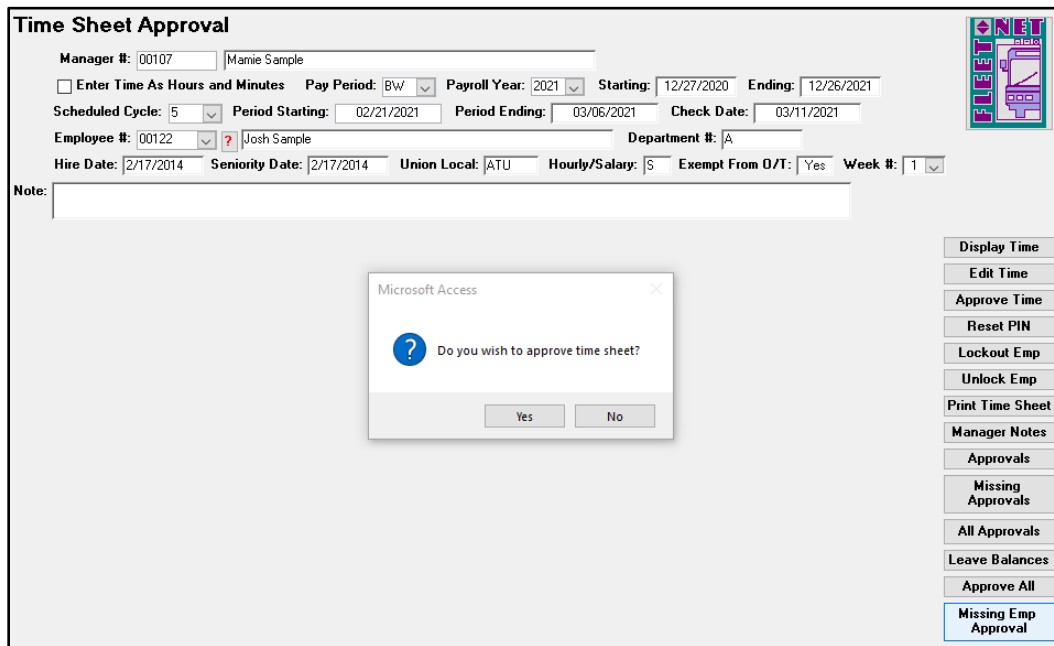 Time Sheet Approval
FLEET NET
Manager #: 00107 Mamie Sample
Enter Time As Hours and Minutes Pay Period: BW Payroll Year: 2021 Starting: 12/27/2020 Ending: 12/26/2021
Scheduled Cycle: 5 Period Starting: 02/21/2021 Period Ending: 03/06/2021 Check Date: 03/11/2021
Employee #: 00122 ? Josh Sample Department #: A
Hire Date: 2/17/2014 Seniority Date: 2/17/2014 Union Local: ATU Hourly/Salary: S Exempt From O/T: Yes Week #: 1
Note:
Microsoft Access
? Do you wish to approve time sheet?
Yes No
Display Time
Edit Time
Approve Time
Reset PIN
Lockout Emp
Unlock Emp
Print Time Sheet
Manager Notes
Approvals
Missing
Approvals
All Approvals
Leave Balances
Approve All
Missing Emp
Approval